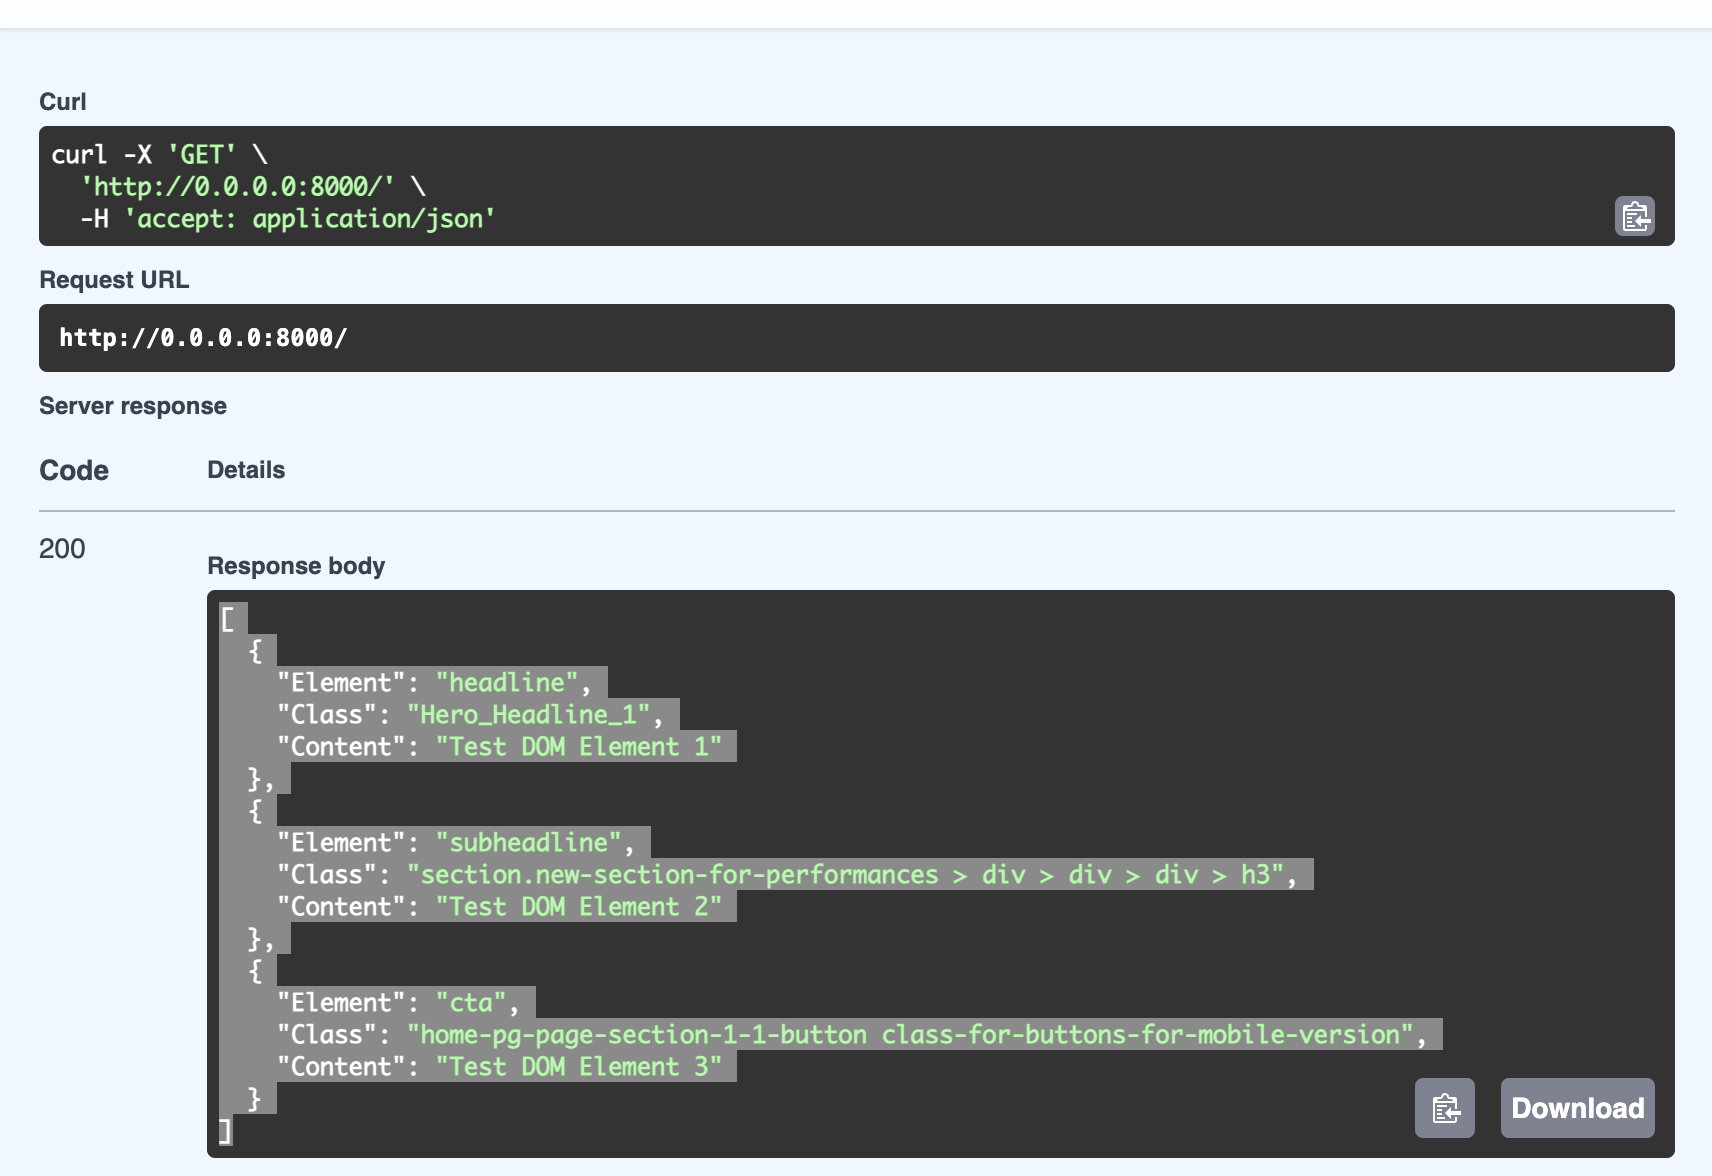 Curl
curl -X 'GET' \
  'http://0.0.0.0:8000/' \
  -H 'accept: application/json'
Request URL
http://0.0.0.0:8000/
Server response
Code Details
200
Response body
[
  {
    "Element": "headline",
    "Class": "Hero_Headline_1",
    "Content": "Test DOM Element 1"
  },
  {
    "Element": "subheadline",
    "Class": "section.new-section-for-performances > div > div > div > h3",
    "Content": "Test DOM Element 2"
  },
  {
    "Element": "cta",
    "Class": "home-pg-page-section-1-1-button class-for-buttons-for-mobile-version",
    "Content": "Test DOM Element 3"
  }
]
Download